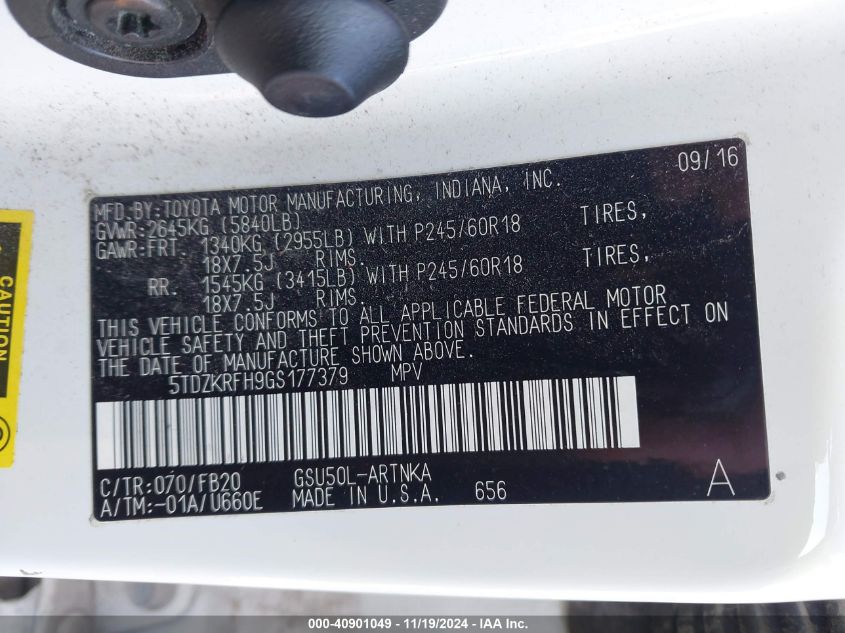 09/16
MFD.BY:TOYOTA MOTOR MANUFACTURING, INDIANA, INC.
GVWR:2645KG (5840LB)
GAWR:FRT. 1340KG (2955LB) WITH P245/60R18 TIRES,
18X7.5J RIMS.
RR. 1545KG (3415LB) WITH P245/60R18 TIRES,
18X7.5J RIMS.
THIS VEHICLE CONFORMS TO ALL APPLICABLE FEDERAL MOTOR
VEHICLE SAFETY AND THEFT PREVENTION STANDARDS IN EFFECT ON
THE DATE OF MANUFACTURE SHOWN ABOVE.
5TDZKRFH9GS177379 MPV
C/TR:070/FB20 GSU50L-ARTNKA
A/TM:-01A/U660E MADE IN U.S.A. 656 A
CAUTION
000-40901049 - 11/19/2024 - IAA Inc.